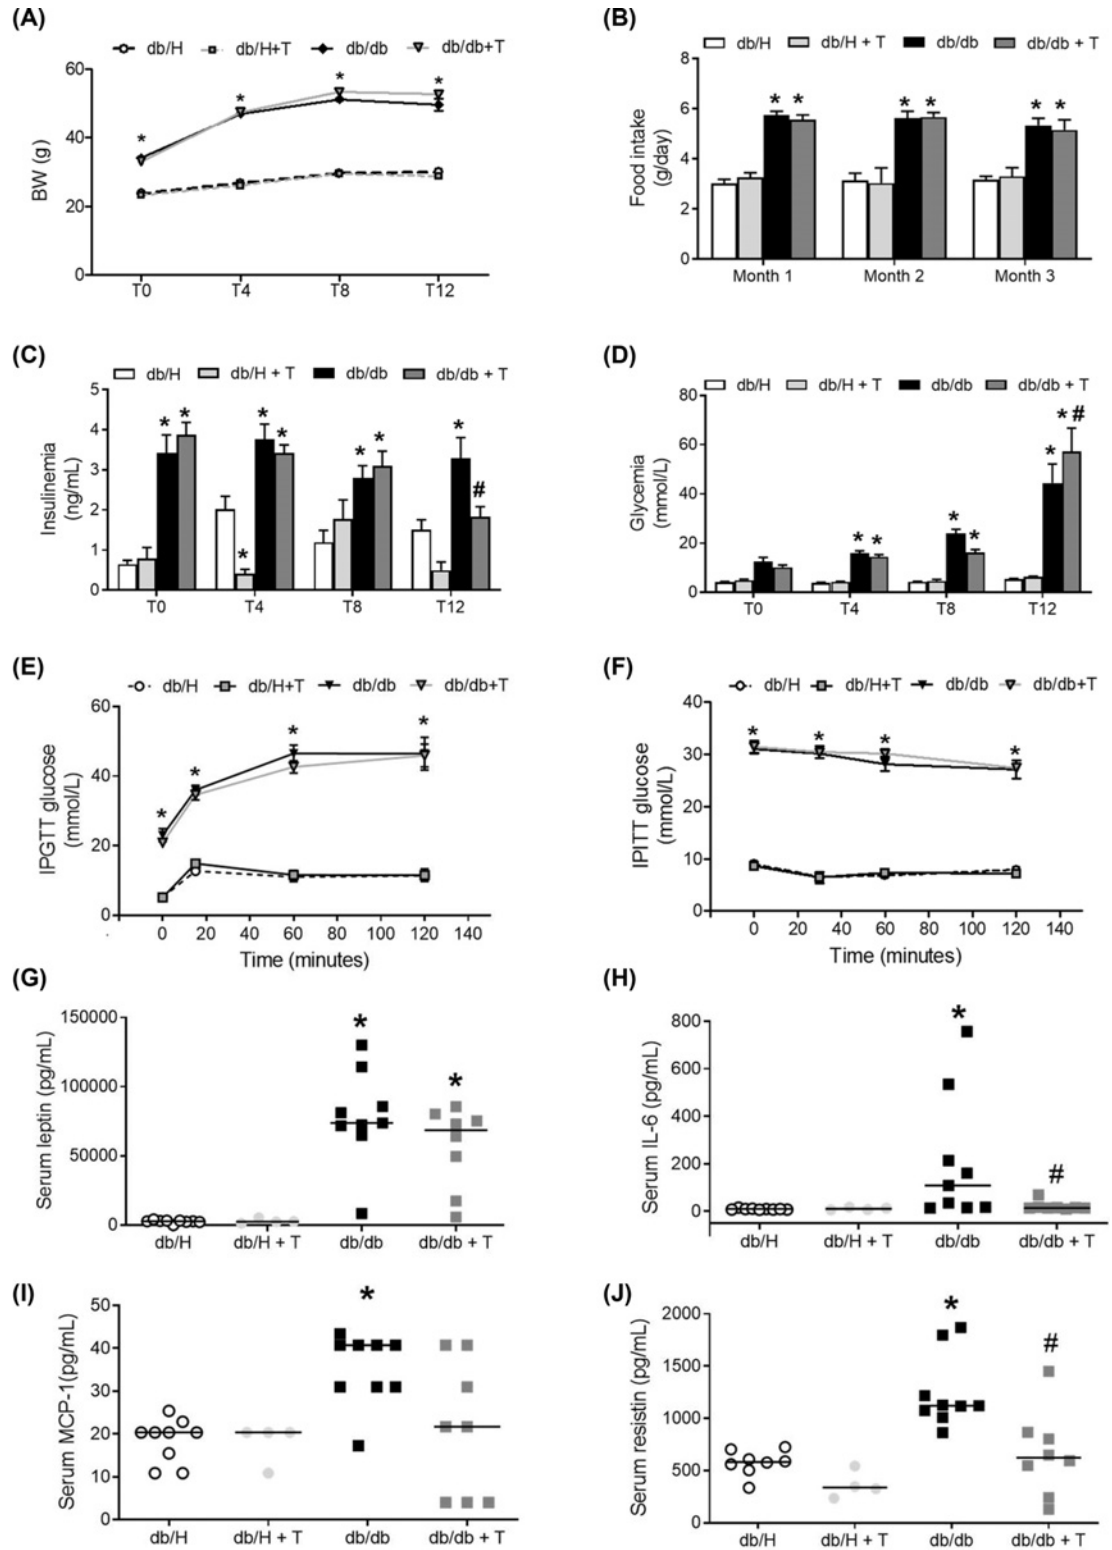 (A)
db/H db/H+T db/db db/db+T
BW (g)
60
40
20
0
* * * *
T0 T4 T8 T12
(B)
db/H db/H + T db/db db/db + T
Food intake
(g/day)
8
6
4
2
0
* * * * * *
Month 1 Month 2 Month 3
(C)
db/H db/H + T db/db db/db + T
Insulinemia
(ng/mL)
5
4
3
2
1
0
* * * * * * * * #
T0 T4 T8 T12
(D)
db/H db/H + T db/db db/db + T
Glycemia
(mmol/L)
80
60
40
20
0
* * * * * * #
T0 T4 T8 T12
(E)
db/H db/H+T db/db db/db+T
IPGTT glucose
(mmol/L)
60
40
20
0
* * * *
0 20 40 60 80 100 120 140
Time (minutes)
(F)
db/H db/H+T db/db db/db+T
IPITT glucose
(mmol/L)
40
30
20
10
0
* * * *
0 20 40 60 80 100 120 140
Time (minutes)
(G)
Serum leptin (pg/mL)
150000
100000
50000
0
* *
db/H db/H + T db/db db/db + T
(H)
Serum IL-6 (pg/mL)
800
600
400
200
0
* #
db/H db/H + T db/db db/db + T
(I)
Serum MCP-1(pg/mL)
50
40
30
20
10
0
*
db/H db/H + T db/db db/db + T
(J)
Serum resistin (pg/mL)
2000
1500
1000
500
0
* #
db/H db/H + T db/db db/db + T